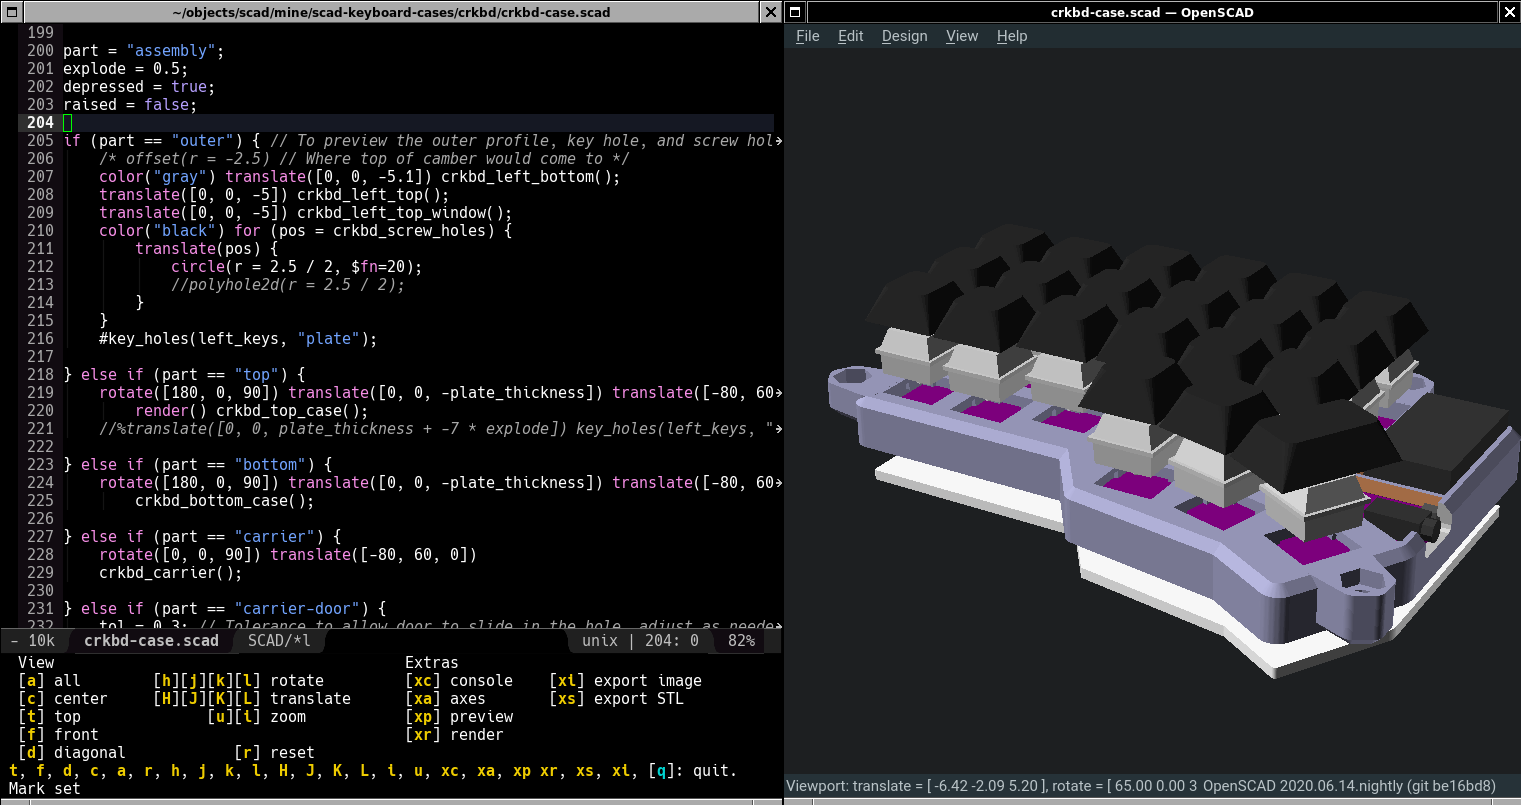 ~/objects/scad/mine/scad-keyboard-cases/crkbd/crkbd-case.scad
199
200 part = "assembly";
201 explode = 0.5;
202 depressed = true;
203 raised = false;
204
205 if (part == "outer") { // To preview the outer profile, key hole, and screw hol
206 /* offset(r = -2.5) // Where top of camber would come to */
207 color("gray") translate([0, 0, -5.1]) crkbd_left_bottom();
208 translate([0, 0, -5]) crkbd_left_top();
209 translate([0, 0, -5]) crkbd_left_top_window();
210 color("black") for (pos = crkbd_screw_holes) {
211 translate(pos) {
212 circle(r = 2.5 / 2, $fn=20);
213 //polyhole2d(r = 2.5 / 2);
214 }
215 }
216 #key_holes(left_keys, "plate");
217
218 } else if (part == "top") {
219 rotate([180, 0, 90]) translate([0, 0, -plate_thickness]) translate([-80, 60
220 render() crkbd_top_case();
221 //%translate([0, 0, plate_thickness + -7 * explode]) key_holes(left_keys, "
222
223 } else if (part == "bottom") {
224 rotate([180, 0, 90]) translate([0, 0, -plate_thickness]) translate([-80, 60
225 crkbd_bottom_case();
226
227 } else if (part == "carrier") {
228 rotate([0, 0, 90]) translate([-80, 60, 0])
229 crkbd_carrier();
230
231 } else if (part == "carrier-door") {
232 tol = 0.3; // Tolerance to allow door to slide in the hole, adjust as neede
- 10k crkbd-case.scad SCAD/*l unix | 204: 0 82%
View Extras
[a] all [h][j][k][l] rotate [xc] console [xi] export image
[c] center [H][J][K][L] translate [xa] axes [xs] export STL
[t] top [u][i] zoom [xp] preview
[f] front [xr] render
[d] diagonal [r] reset
t, f, d, c, a, r, h, j, k, l, H, J, K, L, i, u, xc, xa, xp xr, xs, xi, [q]: quit.
Mark set
crkbd-case.scad — OpenSCAD
File Edit Design View Help
Viewport: translate = [ -6.42 -2.09 5.20 ], rotate = [ 65.00 0.00 3 OpenSCAD 2020.06.14.nightly (git be16bd8)